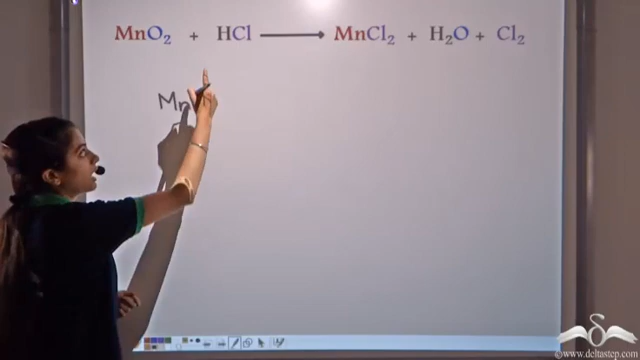 MnO₂ + HCl ⟶ MnCl₂ + H₂O + Cl₂
Mn
©www.deltastep.com